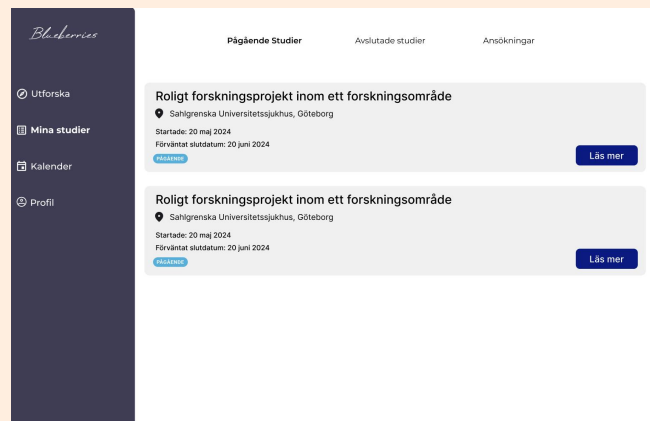 Blueberries
Utforska
Mina studier
Kalender
Profil
Pågående Studier
Avslutade studier
Ansökningar
Roligt forskningsprojekt inom ett forskningsområde
Sahlgrenska Universitetssjukhus, Göteborg
Startade: 20 maj 2024
Förväntat slutdatum: 20 juni 2024
PÅGÅENDE
Läs mer
Roligt forskningsprojekt inom ett forskningsområde
Sahlgrenska Universitetssjukhus, Göteborg
Startade: 20 maj 2024
Förväntat slutdatum: 20 juni 2024
PÅGÅENDE
Läs mer